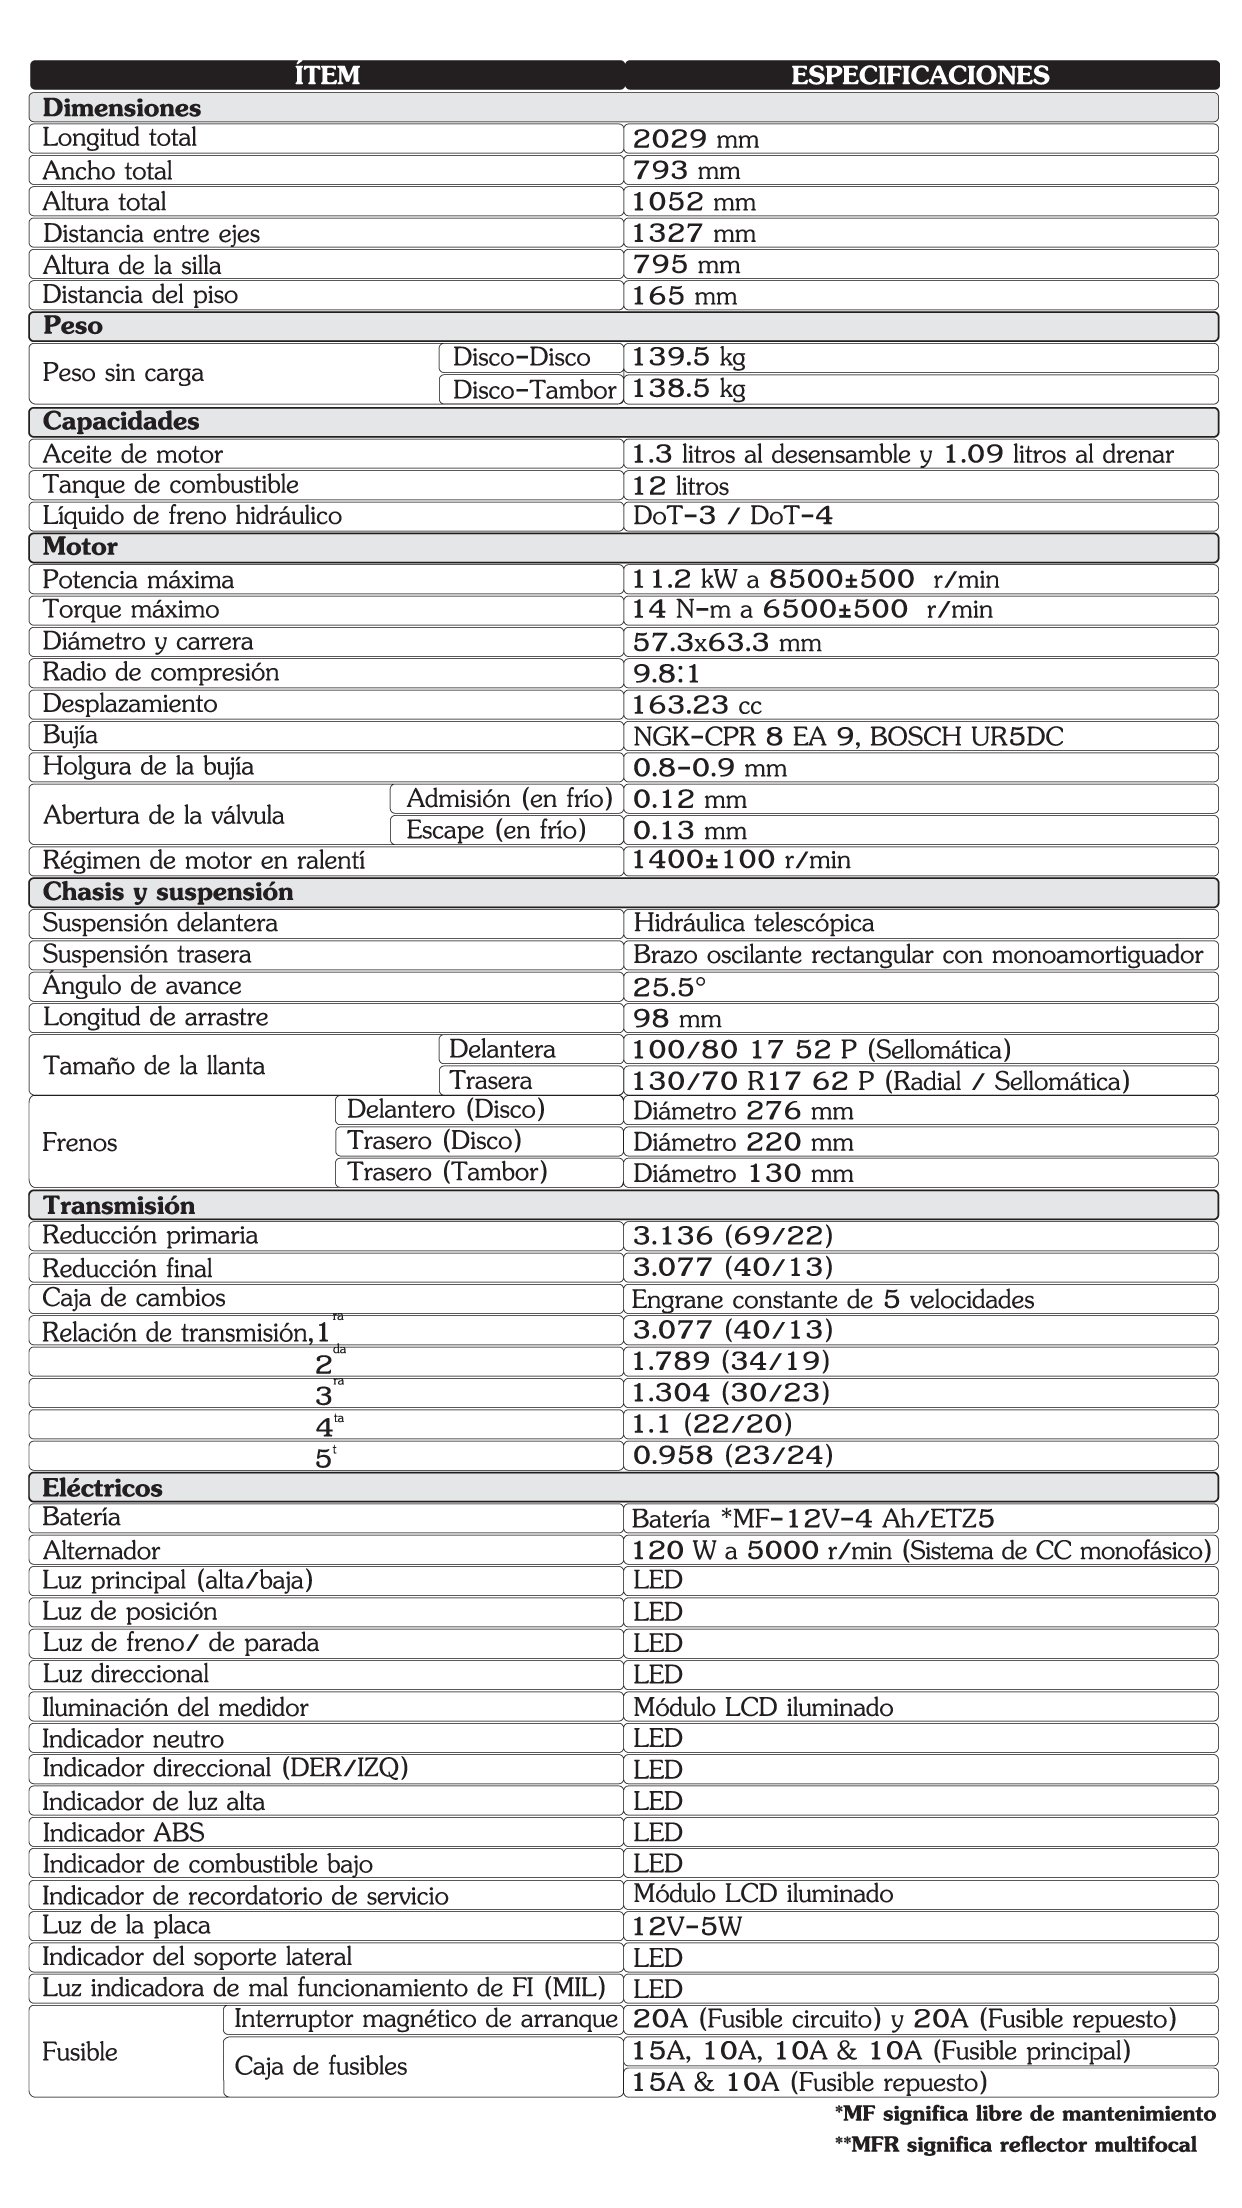 ÍTEM ESPECIFICACIONES
Dimensiones
Longitud total 2029 mm
Ancho total 793 mm
Altura total 1052 mm
Distancia entre ejes 1327 mm
Altura de la silla 795 mm
Distancia del piso 165 mm
Peso
Peso sin carga Disco-Disco 139.5 kg
Disco-Tambor 138.5 kg
Capacidades
Aceite de motor 1.3 litros al desensamble y 1.09 litros al drenar
Tanque de combustible 12 litros
Líquido de freno hidráulico DoT-3 / DoT-4
Motor
Potencia máxima 11.2 kW a 8500±500 r/min
Torque máximo 14 N-m a 6500±500 r/min
Diámetro y carrera 57.3x63.3 mm
Radio de compresión 9.8:1
Desplazamiento 163.23 cc
Bujía NGK-CPR 8 EA 9, BOSCH UR5DC
Holgura de la bujía 0.8-0.9 mm
Abertura de la válvula Admisión (en frío) 0.12 mm
Escape (en frío) 0.13 mm
Régimen de motor en ralentí 1400±100 r/min
Chasis y suspensión
Suspensión delantera Hidráulica telescópica
Suspensión trasera Brazo oscilante rectangular con monoamortiguador
Ángulo de avance 25.5°
Longitud de arrastre 98 mm
Tamaño de la llanta Delantera 100/80 17 52 P (Sellomática)
Trasera 130/70 R17 62 P (Radial / Sellomática)
Frenos Delantero (Disco) Diámetro 276 mm
Trasero (Disco) Diámetro 220 mm
Trasero (Tambor) Diámetro 130 mm
Transmisión
Reducción primaria 3.136 (69/22)
Reducción final 3.077 (40/13)
Caja de cambios Engrane constante de 5 velocidades
Relación de transmisión,1ra 3.077 (40/13)
2da 1.789 (34/19)
3ra 1.304 (30/23)
4ta 1.1 (22/20)
5t 0.958 (23/24)
Eléctricos
Batería Batería *MF-12V-4 Ah/ETZ5
Alternador 120 W a 5000 r/min (Sistema de CC monofásico)
Luz principal (alta/baja) LED
Luz de posición LED
Luz de freno/ de parada LED
Luz direccional LED
Iluminación del medidor Módulo LCD iluminado
Indicador neutro LED
Indicador direccional (DER/IZQ) LED
Indicador de luz alta LED
Indicador ABS LED
Indicador de combustible bajo LED
Indicador de recordatorio de servicio Módulo LCD iluminado
Luz de la placa 12V-5W
Indicador del soporte lateral LED
Luz indicadora de mal funcionamiento de FI (MIL) LED
Fusible Interruptor magnético de arranque 20A (Fusible circuito) y 20A (Fusible repuesto)
Caja de fusibles 15A, 10A, 10A & 10A (Fusible principal)
15A & 10A (Fusible repuesto)
*MF significa libre de mantenimiento
**MFR significa reflector multifocal